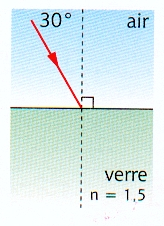 30° air
verre
n = 1,5